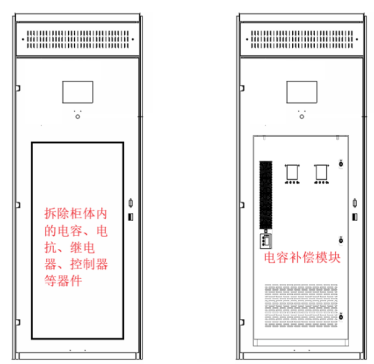 拆除柜体内
的电容、电
抗、继电
器、控制器
等器件
电容补偿模块